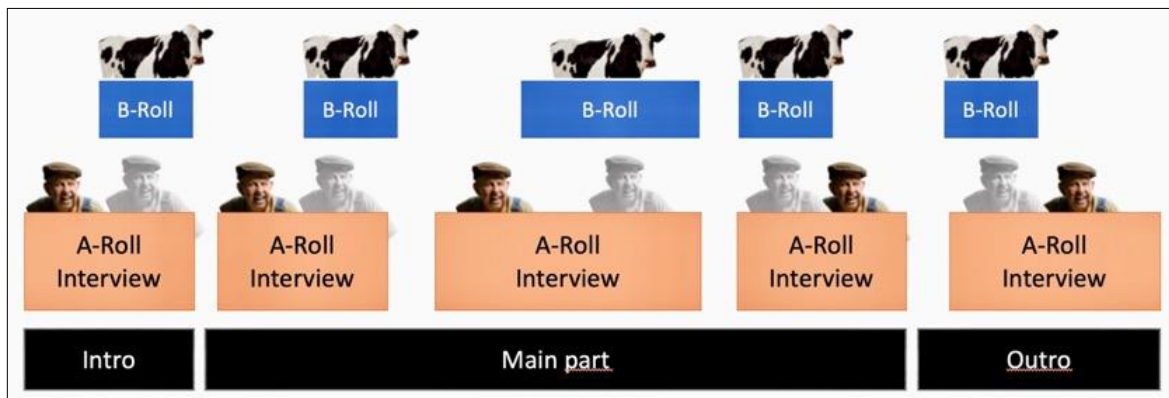 B-Roll
B-Roll
B-Roll
B-Roll
B-Roll
A-Roll
Interview
A-Roll
Interview
A-Roll
Interview
A-Roll
Interview
A-Roll
Interview
Intro
Main part
Outro